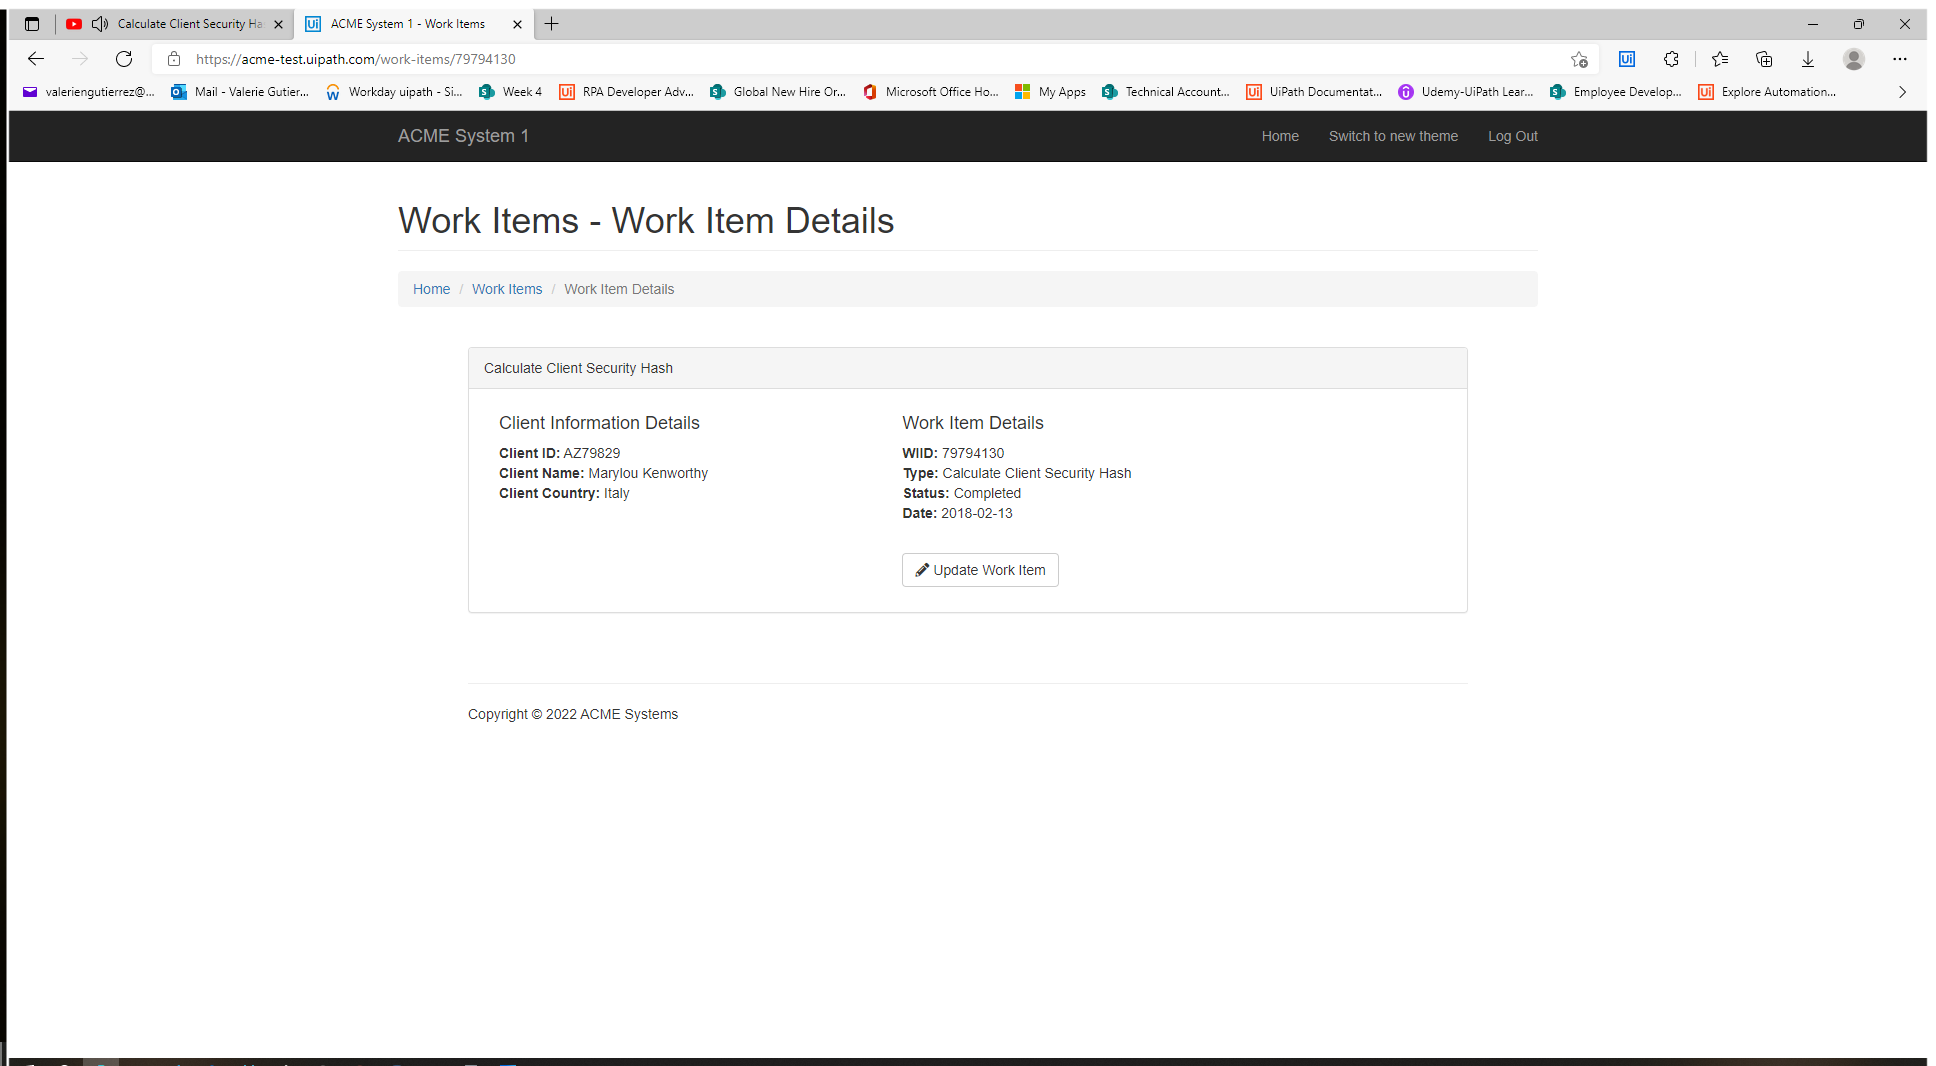 Calculate Client Security Ha
ACME System 1 - Work Items
https://acme-test.uipath.com/work-items/79794130
valeriengutierrez@... Mail - Valerie Gutier... Workday uipath - Si... Week 4 RPA Developer Adv... Global New Hire Or... Microsoft Office Ho... My Apps Technical Account... UiPath Documentat... Udemy-UiPath Lear... Employee Develop... Explore Automation...
ACME System 1 Home Switch to new theme Log Out
Work Items - Work Item Details
Home / Work Items / Work Item Details
Calculate Client Security Hash
Client Information Details
Client ID: AZ79829
Client Name: Marylou Kenworthy
Client Country: Italy
Work Item Details
WIID: 79794130
Type: Calculate Client Security Hash
Status: Completed
Date: 2018-02-13
Update Work Item
Copyright © 2022 ACME Systems